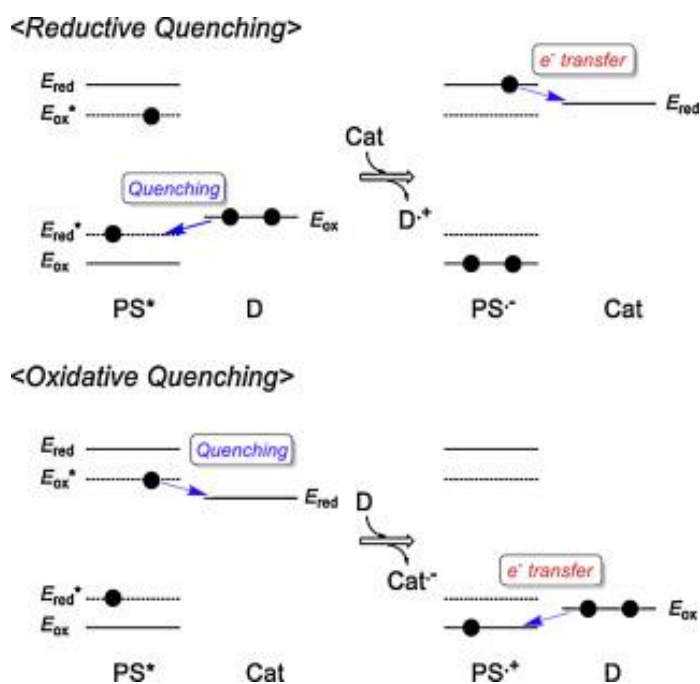 <Reductive Quenching>
e⁻ transfer
E_red
E_ox*
E_red
Cat
Quenching
E_ox
D·+
E_red*
E_ox
PS* D PS·- Cat
<Oxidative Quenching>
E_red
Quenching
E_ox*
E_red
D
Cat·-
e⁻ transfer
E_red*
E_ox
E_ox
PS* Cat PS·+ D